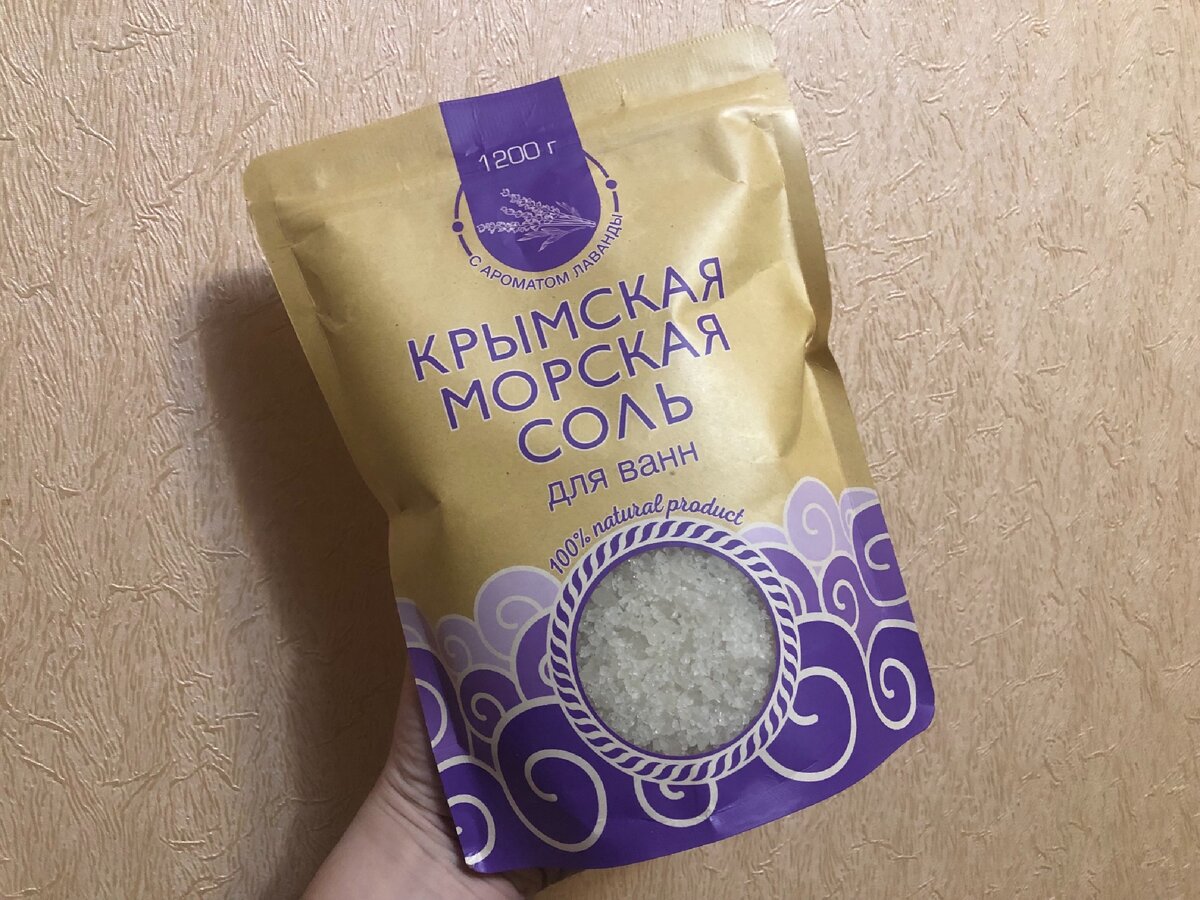 1200 г
С АРОМАТОМ ЛАВАНДЫ
КРЫМСКАЯ
МОРСКАЯ
СОЛЬ
для ванн
100% natural product